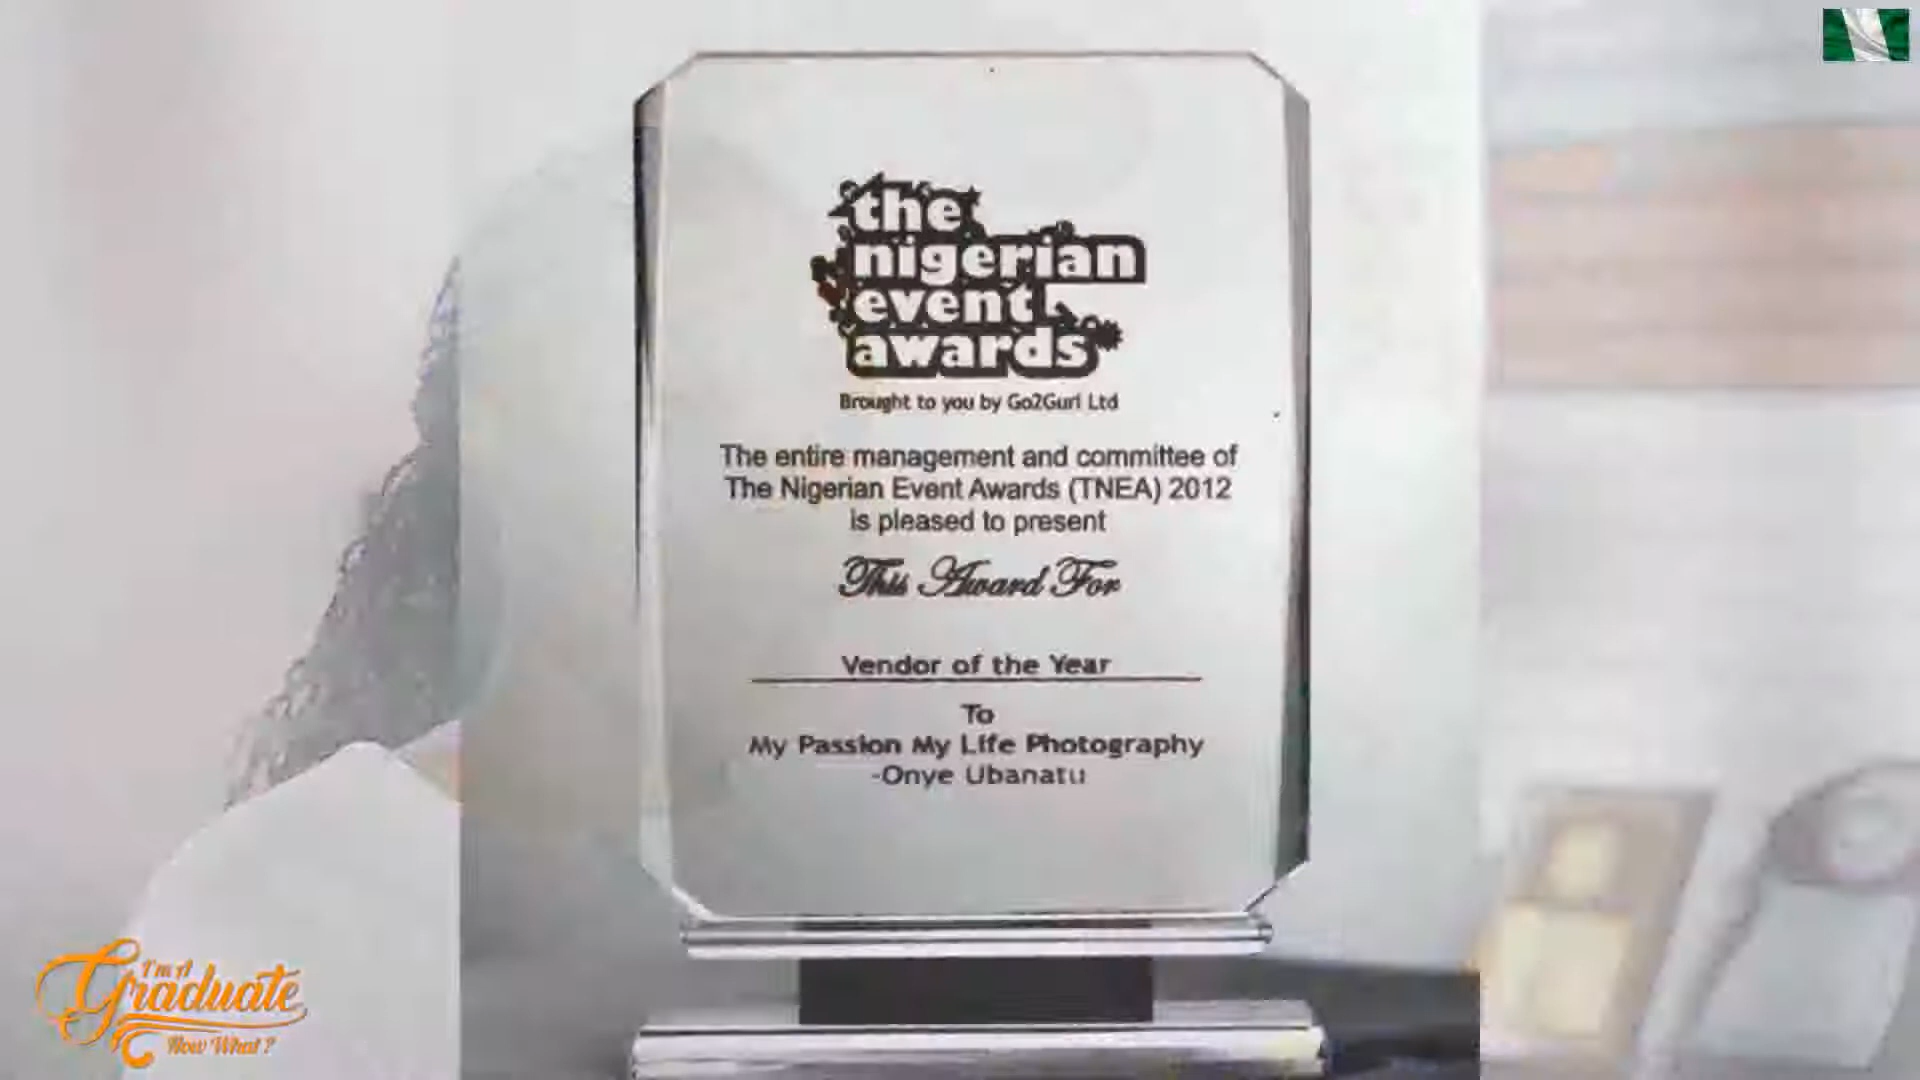 the
nigerian
event
awards
Brought to you by Go2Gurl Ltd
The entire management and committee of
The Nigerian Event Awards (TNEA) 2012
is pleased to present
This Award For
Vendor of the Year
To
My Passion My Life Photography
-Onye Ubanatu
I'm A
Graduate
Now What?